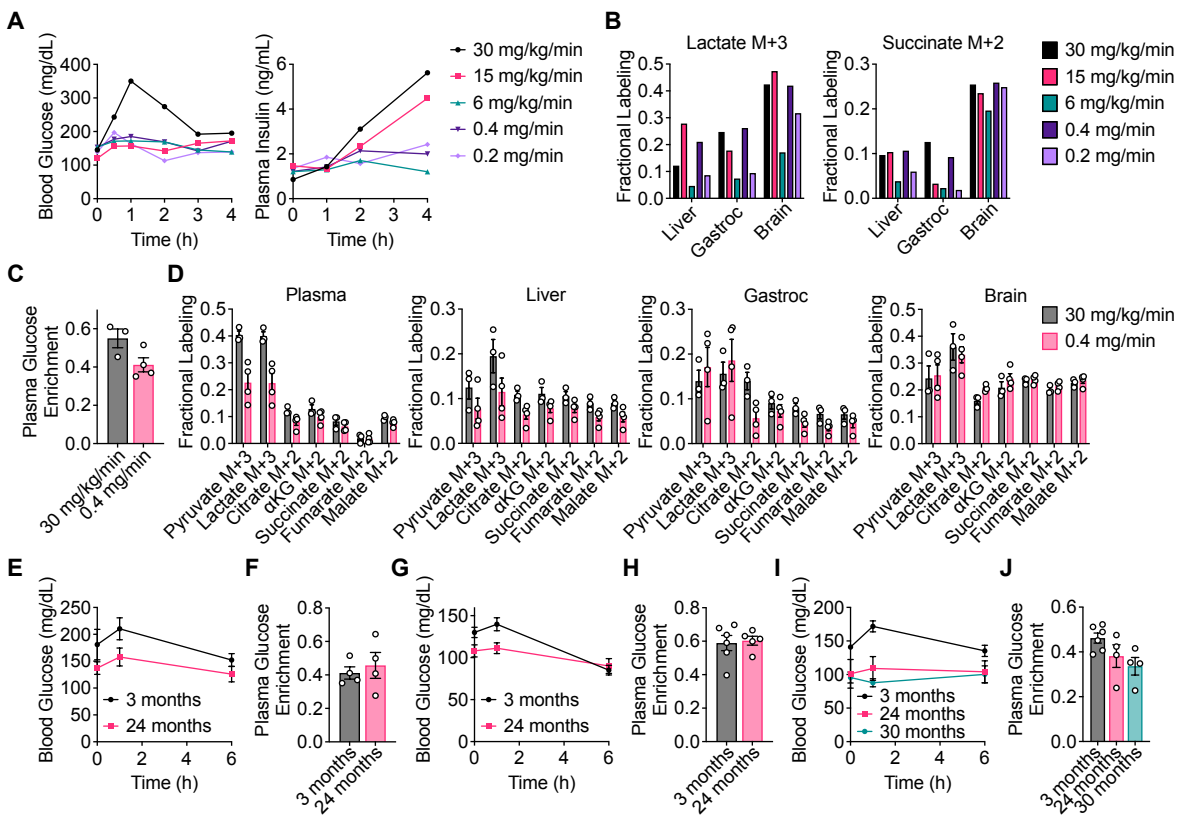 A
Blood Glucose (mg/dL)
400
300
200
100
0
0 1 2 3 4
Time (h)
Plasma Insulin (ng/mL)
6
4
2
0
0 1 2 3 4
Time (h)
30 mg/kg/min
15 mg/kg/min
6 mg/kg/min
0.4 mg/min
0.2 mg/min
B
Lactate M+3
Fractional Labeling
0.5
0.4
0.3
0.2
0.1
0.0
Liver
Gastroc
Brain
Succinate M+2
Fractional Labeling
0.3
0.2
0.1
0.0
Liver
Gastroc
Brain
30 mg/kg/min
15 mg/kg/min
6 mg/kg/min
0.4 mg/min
0.2 mg/min
C
Plasma Glucose
Enrichment
0.6
0.4
0.2
0.0
30 mg/kg/min
0.4 mg/min
D
Plasma
Fractional Labeling
0.5
0.4
0.3
0.2
0.1
0.0
Pyruvate M+3
Lactate M+3
Citrate M+2
αKG M+2
Succinate M+2
Fumarate M+2
Malate M+2
Liver
Fractional Labeling
0.3
0.2
0.1
0.0
Pyruvate M+3
Lactate M+3
Citrate M+2
αKG M+2
Succinate M+2
Fumarate M+2
Malate M+2
Gastroc
Fractional Labeling
0.3
0.2
0.1
0.0
Pyruvate M+3
Lactate M+3
Citrate M+2
αKG M+2
Succinate M+2
Fumarate M+2
Malate M+2
Brain
Fractional Labeling
0.5
0.4
0.3
0.2
0.1
0.0
Pyruvate M+3
Lactate M+3
Citrate M+2
αKG M+2
Succinate M+2
Fumarate M+2
Malate M+2
30 mg/kg/min
0.4 mg/min
E
Blood Glucose (mg/dL)
250
200
150
100
50
0
3 months
24 months
0 2 4 6
Time (h)
F
Plasma Glucose
Enrichment
0.8
0.6
0.4
0.2
0.0
3 months
24 months
G
Blood Glucose (mg/dL)
150
100
50
0
3 months
24 months
0 2 4 6
Time (h)
H
Plasma Glucose
Enrichment
0.8
0.6
0.4
0.2
0.0
3 months
24 months
I
Blood Glucose (mg/dL)
200
150
100
50
0
3 months
24 months
30 months
0 2 4 6
Time (h)
J
Plasma Glucose
Enrichment
0.6
0.4
0.2
0.0
3 months
24 months
30 months